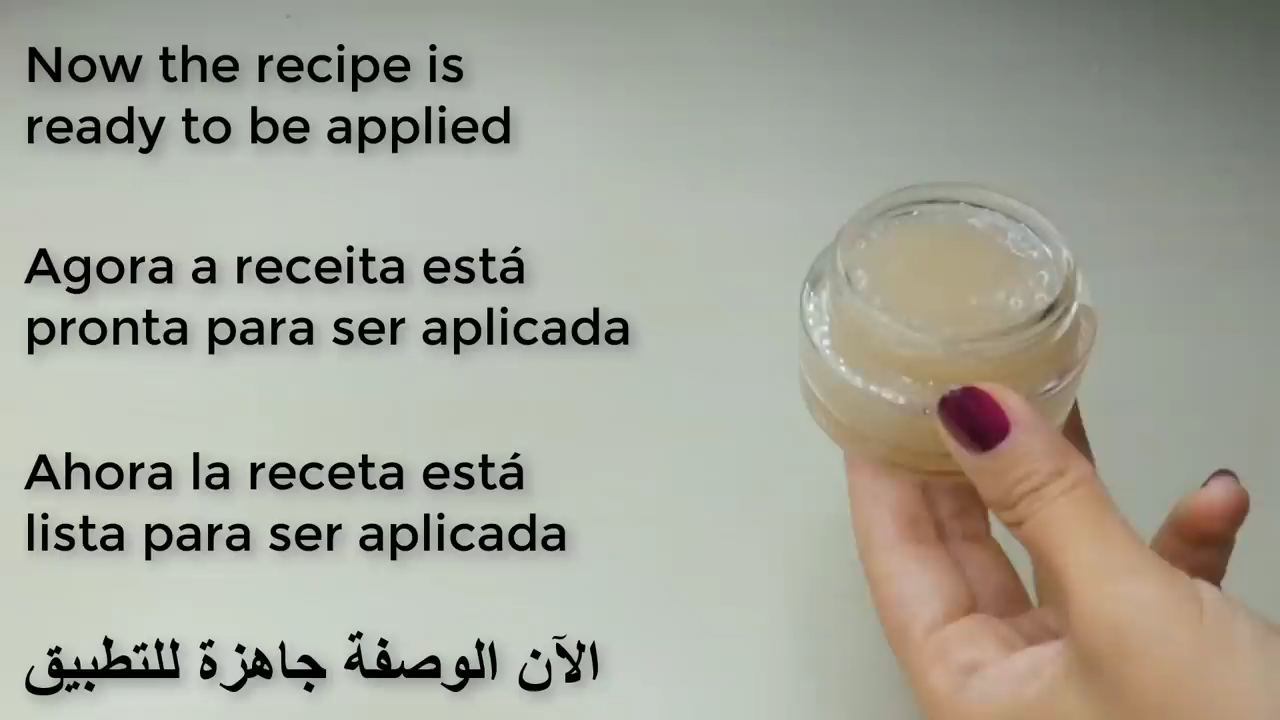 Now the recipe is
ready to be applied
Agora a receita está
pronta para ser aplicada
Ahora la receta está
lista para ser aplicada
الآن الوصفة جاهزة للتطبيق